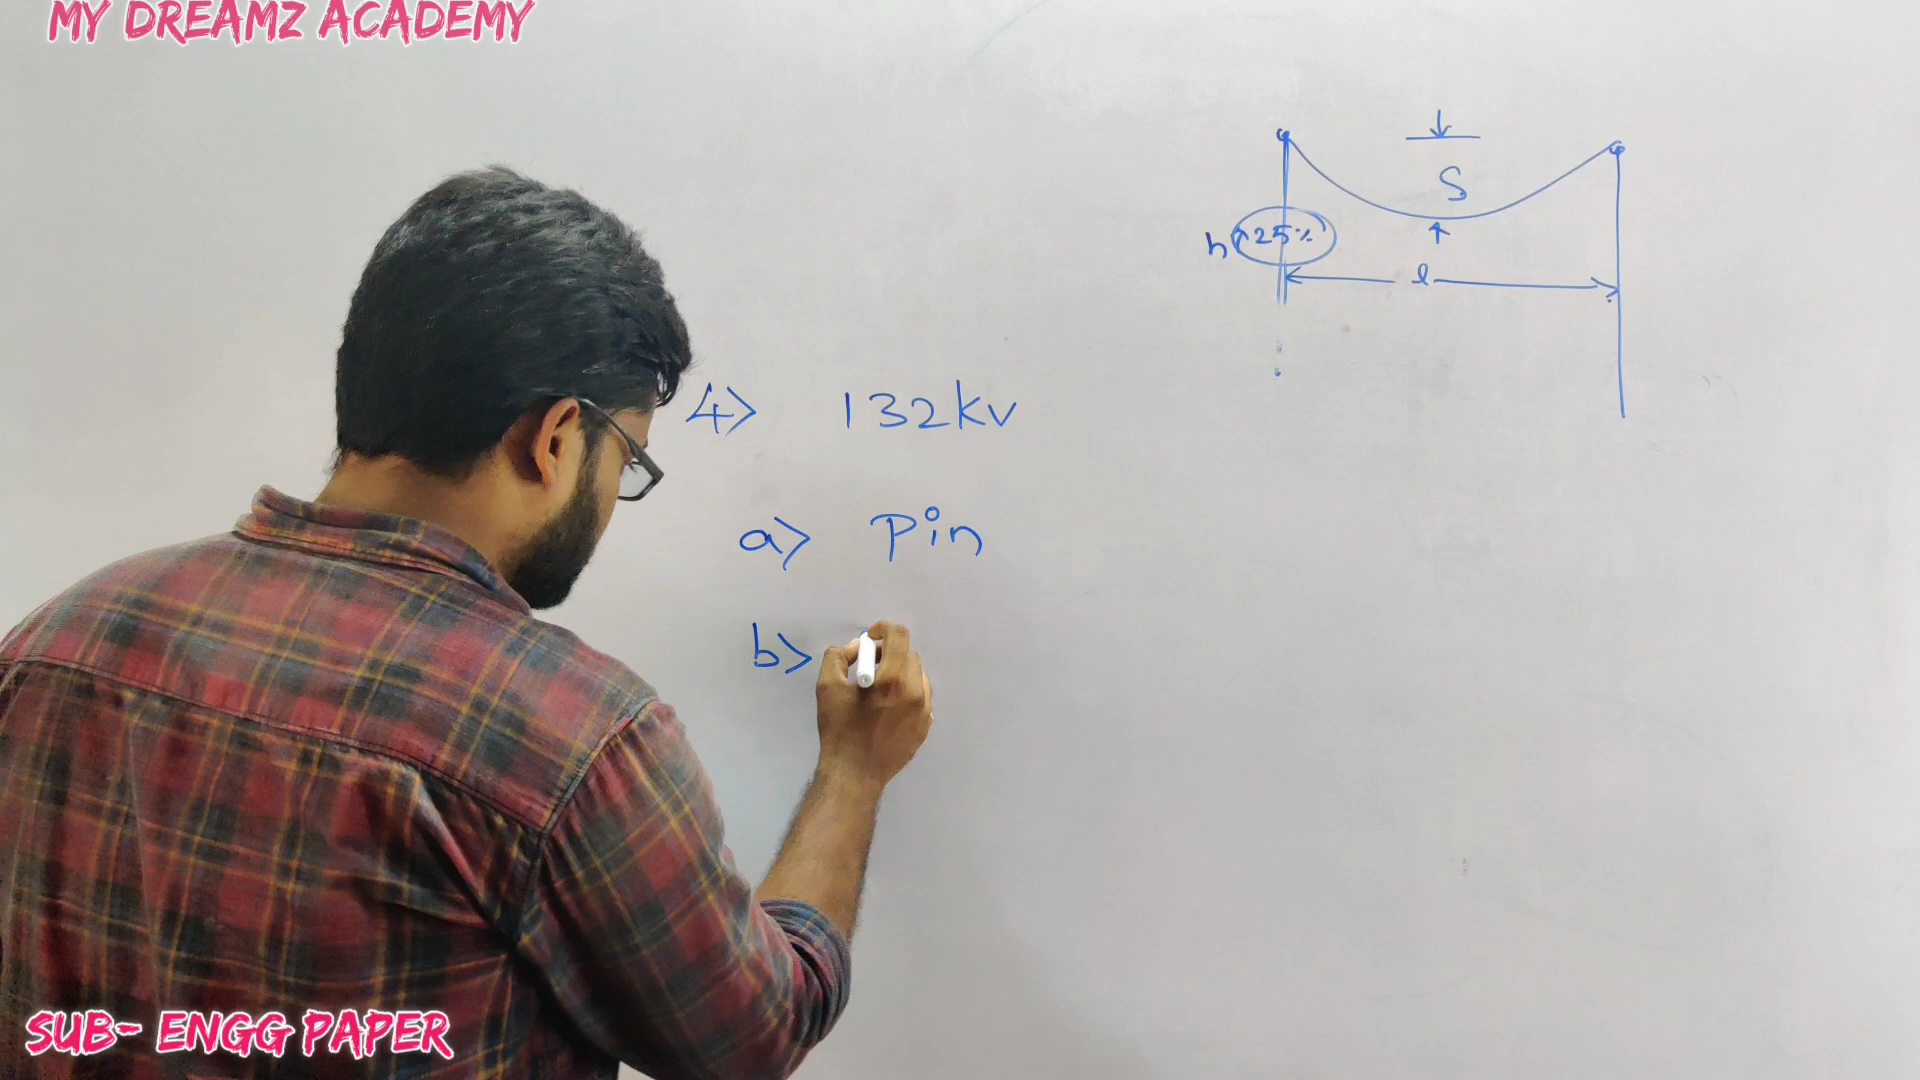 MY DREAMZ ACADEMY
S
h ↑25%
l
4> 132kv
a> Pin
b>
SUB- ENGG PAPER